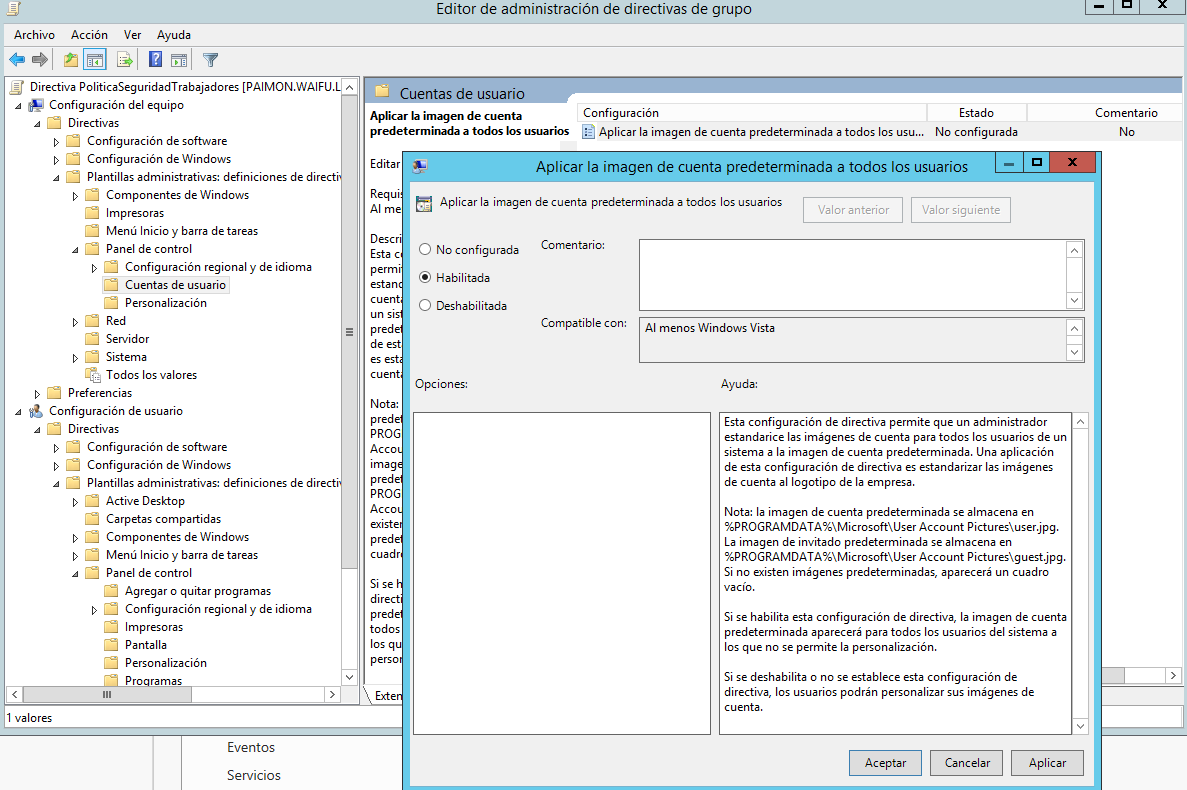 Editor de administración de directivas de grupo
Archivo Acción Ver Ayuda
Directiva PoliticaSeguridadTrabajadores [PAIMON.WAIFU.L
Configuración del equipo
Directivas
Configuración de software
Configuración de Windows
Plantillas administrativas: definiciones de directiv
Componentes de Windows
Impresoras
Menú Inicio y barra de tareas
Panel de control
Configuración regional y de idioma
Cuentas de usuario
Personalización
Red
Servidor
Sistema
Todos los valores
Preferencias
Configuración de usuario
Directivas
Configuración de software
Configuración de Windows
Plantillas administrativas: definiciones de directiv
Active Desktop
Carpetas compartidas
Componentes de Windows
Menú Inicio y barra de tareas
Panel de control
Agregar o quitar programas
Configuración regional y de idioma
Impresoras
Pantalla
Personalización
Programas
1 valores
Eventos
Servicios
Cuentas de usuario
Aplicar la imagen de cuenta
predeterminada a todos los usuarios
Editar
Requis
Al me
Descri
Esta c
permi
estand
cuenta
un sist
predet
de est
es esta
cuenta
Nota:
predet
PROG
Accou
image
predet
PROG
Accou
existen
predet
cuadro
Si se h
directi
predet
todos
los qu
person
Exten
Configuración Estado Comentario
Aplicar la imagen de cuenta predeterminada a todos los usu... No configurada No
Aplicar la imagen de cuenta predeterminada a todos los usuarios
Aplicar la imagen de cuenta predeterminada a todos los usuarios
Valor anterior Valor siguiente
No configurada
Habilitada
Deshabilitada
Comentario:
Compatible con:
Al menos Windows Vista
Opciones:
Ayuda:
Esta configuración de directiva permite que un administrador
estandarice las imágenes de cuenta para todos los usuarios de un
sistema a la imagen de cuenta predeterminada. Una aplicación
de esta configuración de directiva es estandarizar las imágenes
de cuenta al logotipo de la empresa.
Nota: la imagen de cuenta predeterminada se almacena en
%PROGRAMDATA%\Microsoft\User Account Pictures\user.jpg.
La imagen de invitado predeterminada se almacena en
%PROGRAMDATA%\Microsoft\User Account Pictures\guest.jpg.
Si no existen imágenes predeterminadas, aparecerá un cuadro
vacío.
Si se habilita esta configuración de directiva, la imagen de cuenta
predeterminada aparecerá para todos los usuarios del sistema a
los que no se permite la personalización.
Si se deshabilita o no se establece esta configuración de
directiva, los usuarios podrán personalizar sus imágenes de
cuenta.
Aceptar Cancelar Aplicar